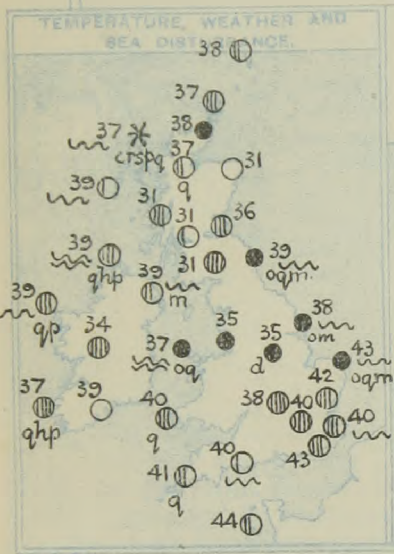 TEMPERATURE, WEATHER AND
SEA DISTURBANCE.
38
37
37 38
crspq 37 31
q
39
31 36
31
39 31 39
qhp oqm.
39
m
39 38
qp om
34 37 35 35 43
oq d oqm
42
37 39 40 38 40 40
qhp q
43
41 40
q
44